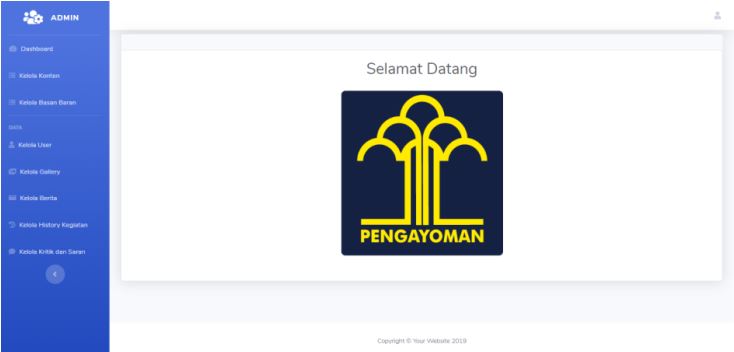 ADMIN
Dashboard
Kelola Konten
Kelola Basan Baran
DATA
Kelola User
Kelola Gallery
Kelola Berita
Kelola History Kegiatan
Kelola Kritik dan Saran
Selamat Datang
PENGAYOMAN
Copyright © Your Website 2019